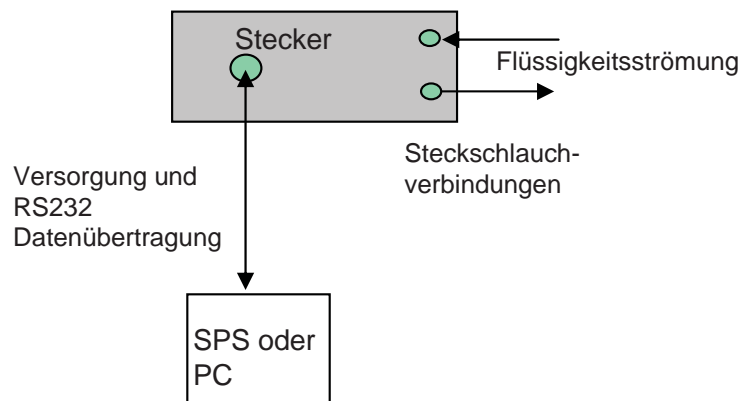 Stecker
Flüssigkeitsströmung
Steckschlauch-
verbindungen
Versorgung und
RS232
Datenübertragung
SPS oder
PC